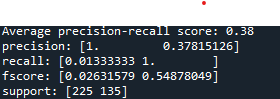 Average precision-recall score: 0.38
precision: [1.         0.37815126]
recall: [0.01333333 1.        ]
fscore: [0.02631579 0.54878049]
support: [225 135]